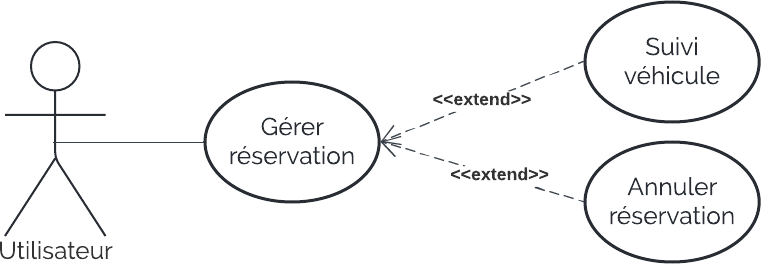 Suivi
véhicule
<<extend>>
Gérer
réservation
<<extend>>
Annuler
réservation
Utilisateur